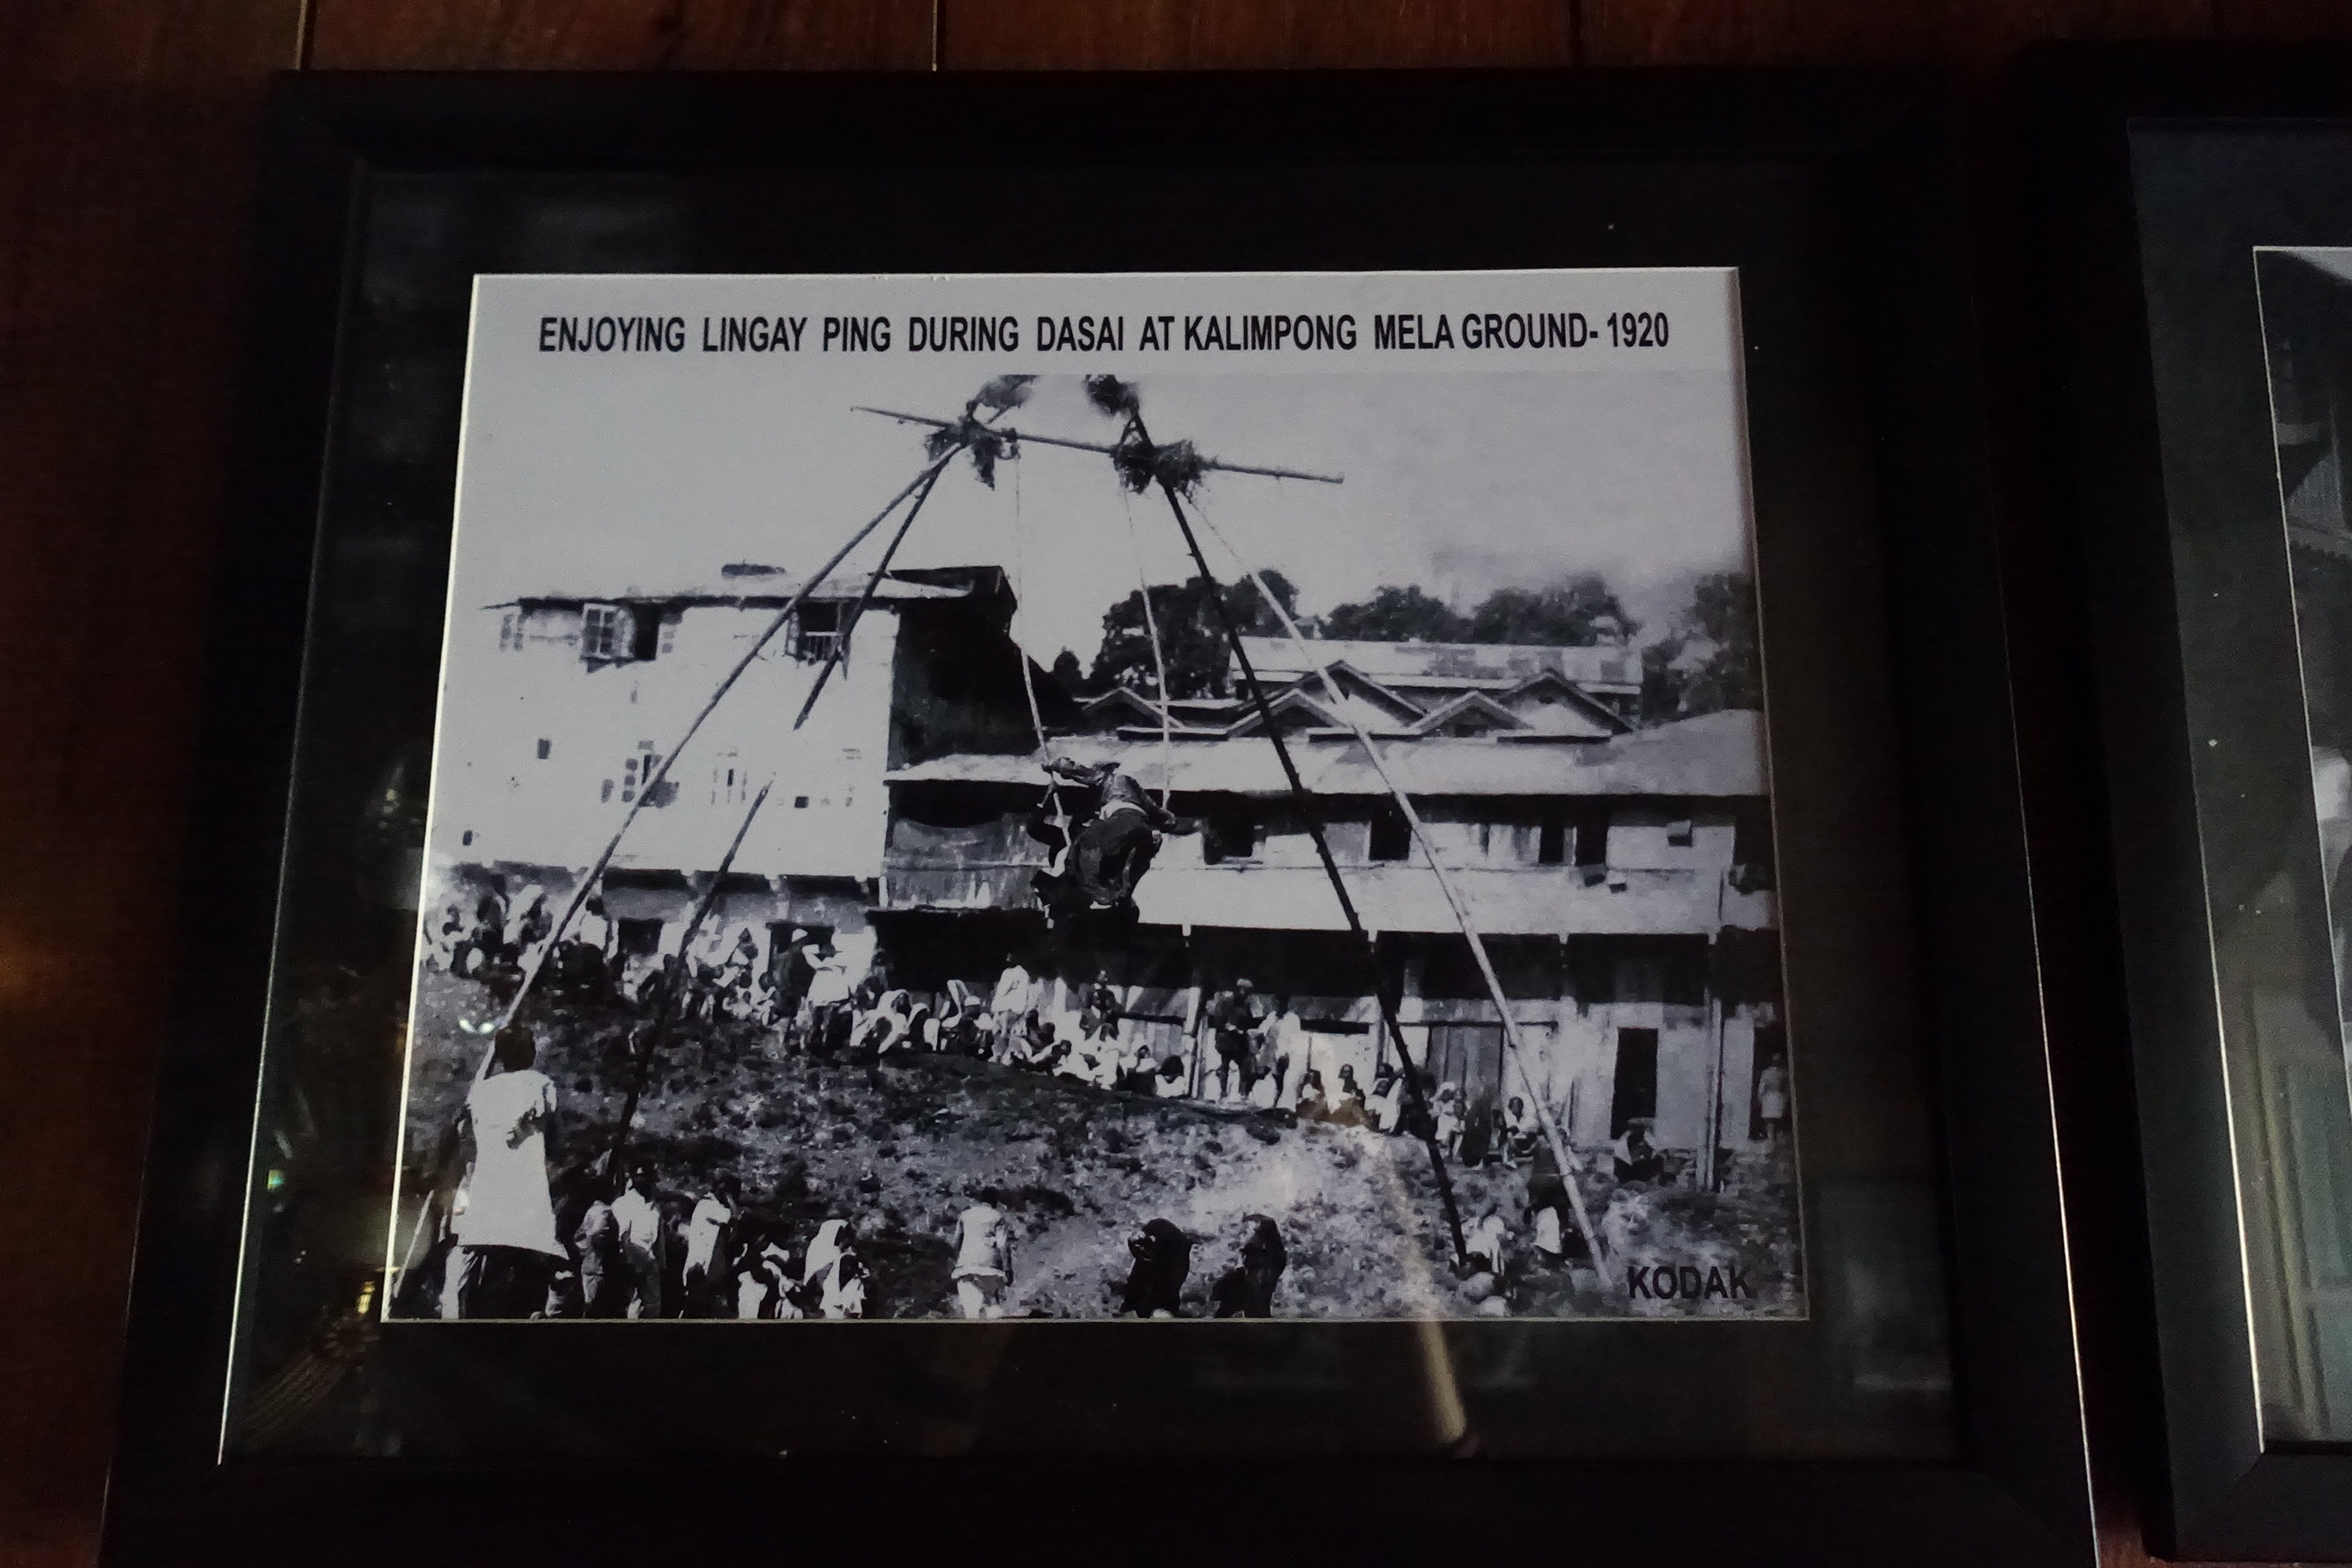 ENJOYING LINGAY PING DURING DASAI AT KALIMPONG MELA GROUND- 1920
KODAK